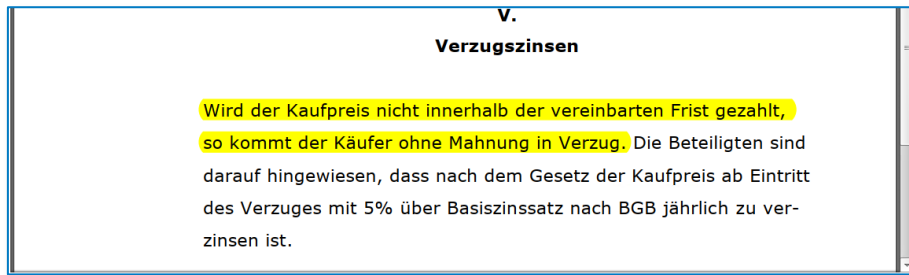 V.
Verzugszinsen
Wird der Kaufpreis nicht innerhalb der vereinbarten Frist gezahlt,
so kommt der Käufer ohne Mahnung in Verzug. Die Beteiligten sind
darauf hingewiesen, dass nach dem Gesetz der Kaufpreis ab Eintritt
des Verzuges mit 5% über Basiszinssatz nach BGB jährlich zu ver-
zinsen ist.